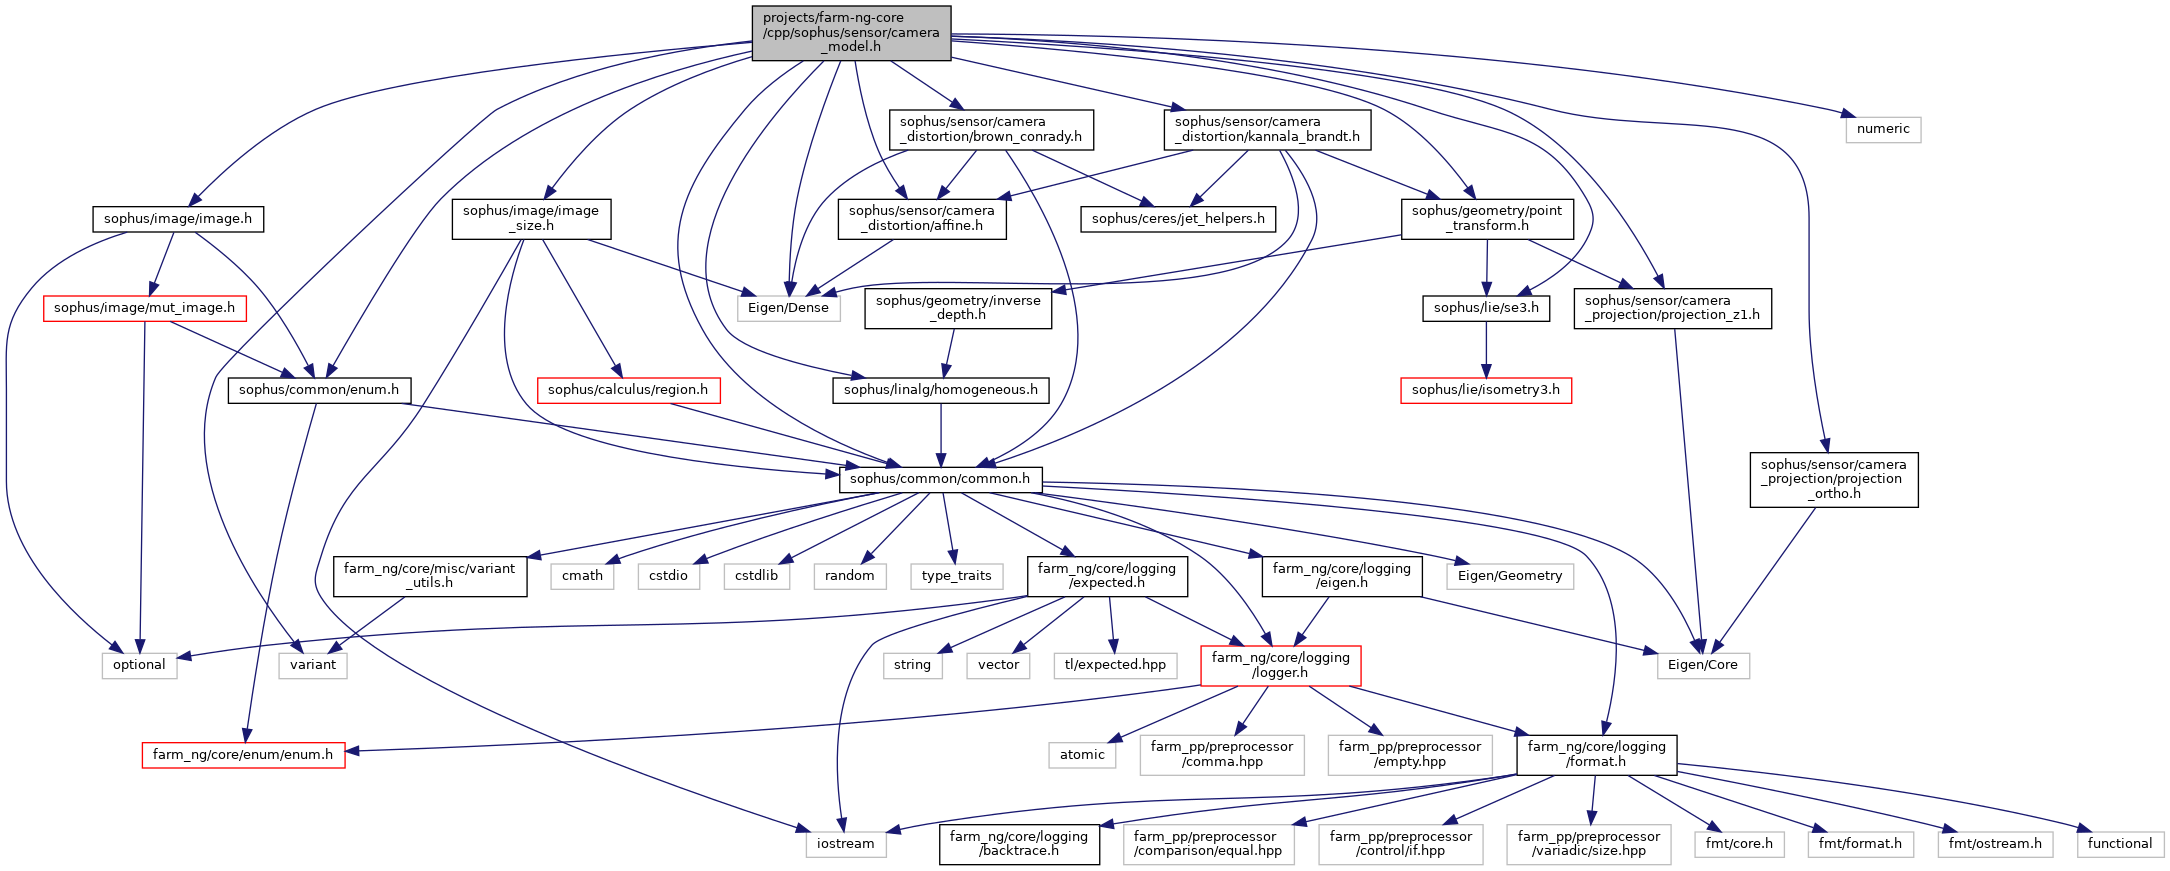 projects/farm-ng-core
/cpp/sophus/sensor/camera
_model.h
sophus/sensor/camera
_distortion/brown_conrady.h
sophus/sensor/camera
_distortion/kannala_brandt.h
numeric
sophus/image/image.h
sophus/image/image
_size.h
sophus/sensor/camera
_distortion/affine.h
sophus/ceres/jet_helpers.h
sophus/geometry/point
_transform.h
sophus/image/mut_image.h
Eigen/Dense
sophus/geometry/inverse
_depth.h
sophus/lie/se3.h
sophus/sensor/camera
_projection/projection_z1.h
sophus/common/enum.h
sophus/calculus/region.h
sophus/linalg/homogeneous.h
sophus/lie/isometry3.h
sophus/common/common.h
sophus/sensor/camera
_projection/projection
_ortho.h
farm_ng/core/misc/variant
_utils.h
cmath
cstdio
cstdlib
random
type_traits
farm_ng/core/logging
/expected.h
farm_ng/core/logging
/eigen.h
Eigen/Geometry
optional
variant
string
vector
tl/expected.hpp
farm_ng/core/logging
/logger.h
Eigen/Core
farm_ng/core/enum/enum.h
atomic
farm_pp/preprocessor
/comma.hpp
farm_pp/preprocessor
/empty.hpp
farm_ng/core/logging
/format.h
iostream
farm_ng/core/logging
/backtrace.h
farm_pp/preprocessor
/comparison/equal.hpp
farm_pp/preprocessor
/control/if.hpp
farm_pp/preprocessor
/variadic/size.hpp
fmt/core.h
fmt/format.h
fmt/ostream.h
functional